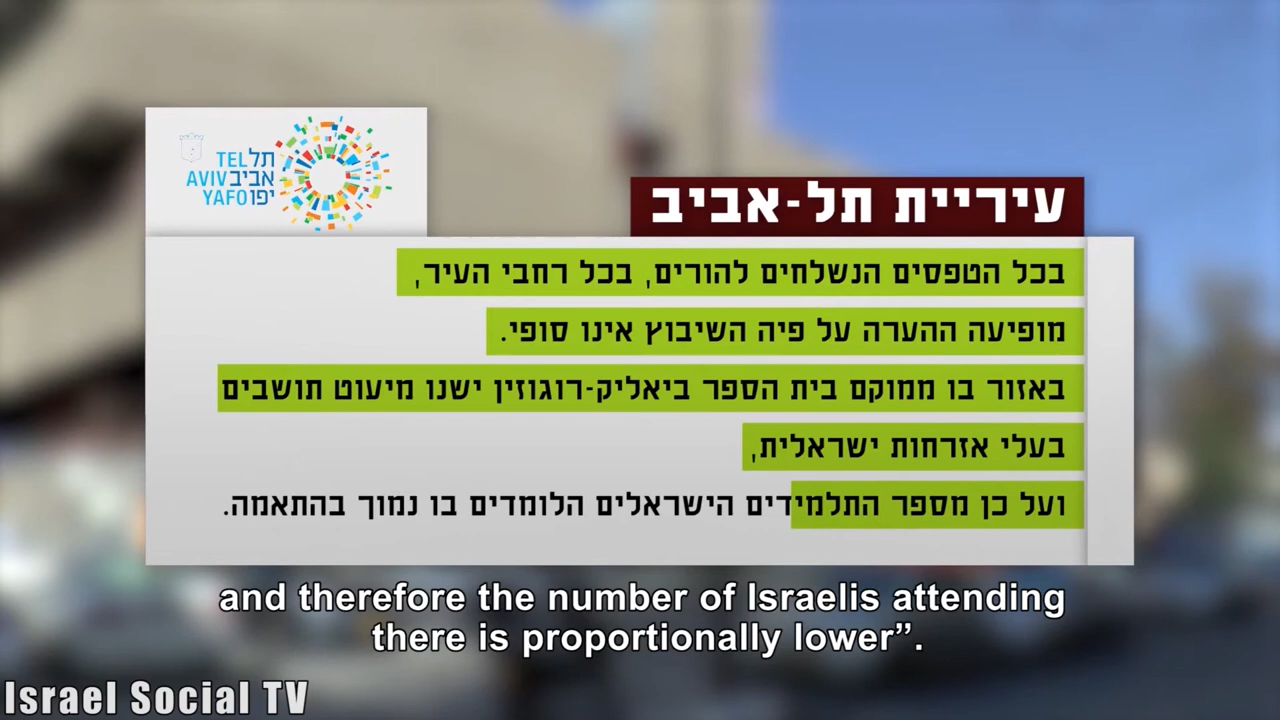 TEL תל
AVIV אביב
YAFO יפו
עיריית תל-אביב
בכל הטפסים הנשלחים להורים, בכל רחבי העיר,
מופיעה ההערה על פיה השיבוץ אינו סופי.
באזור בו ממוקם בית הספר ביאליק-רוגוזין ישנו מיעוט תושבים
בעלי אזרחות ישראלית,
ועל כן מספר התלמידים הישראלים הלומדים בו נמוך בהתאמה.
and therefore the number of Israelis attending
there is proportionally lower”.
Israel Social TV